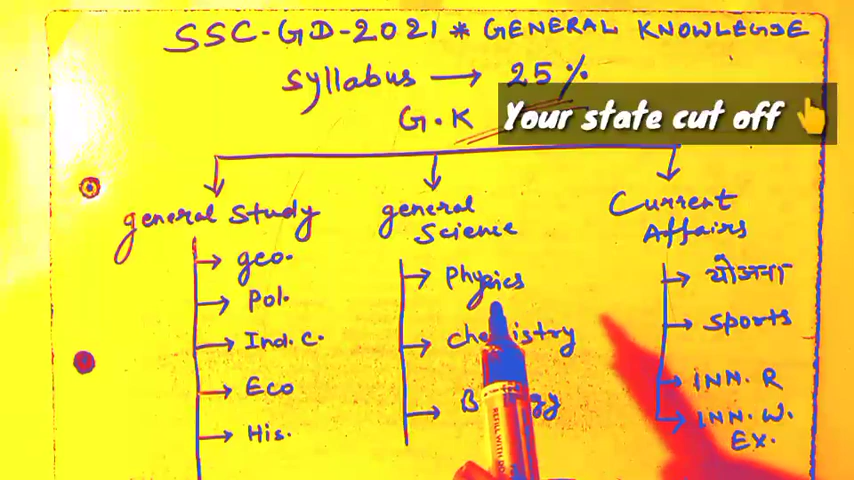 SSC-GD-2021 * GENERAL KNOWLEGDE
Syllabus → 25%
G.K
Your state cut off
general Study
geo.
Pol.
Ind. C.
Eco
His.
general
Science
Physics
Chemistry
Current
Affairs
योजना
Sports
INN. R
INN. W.
EX.